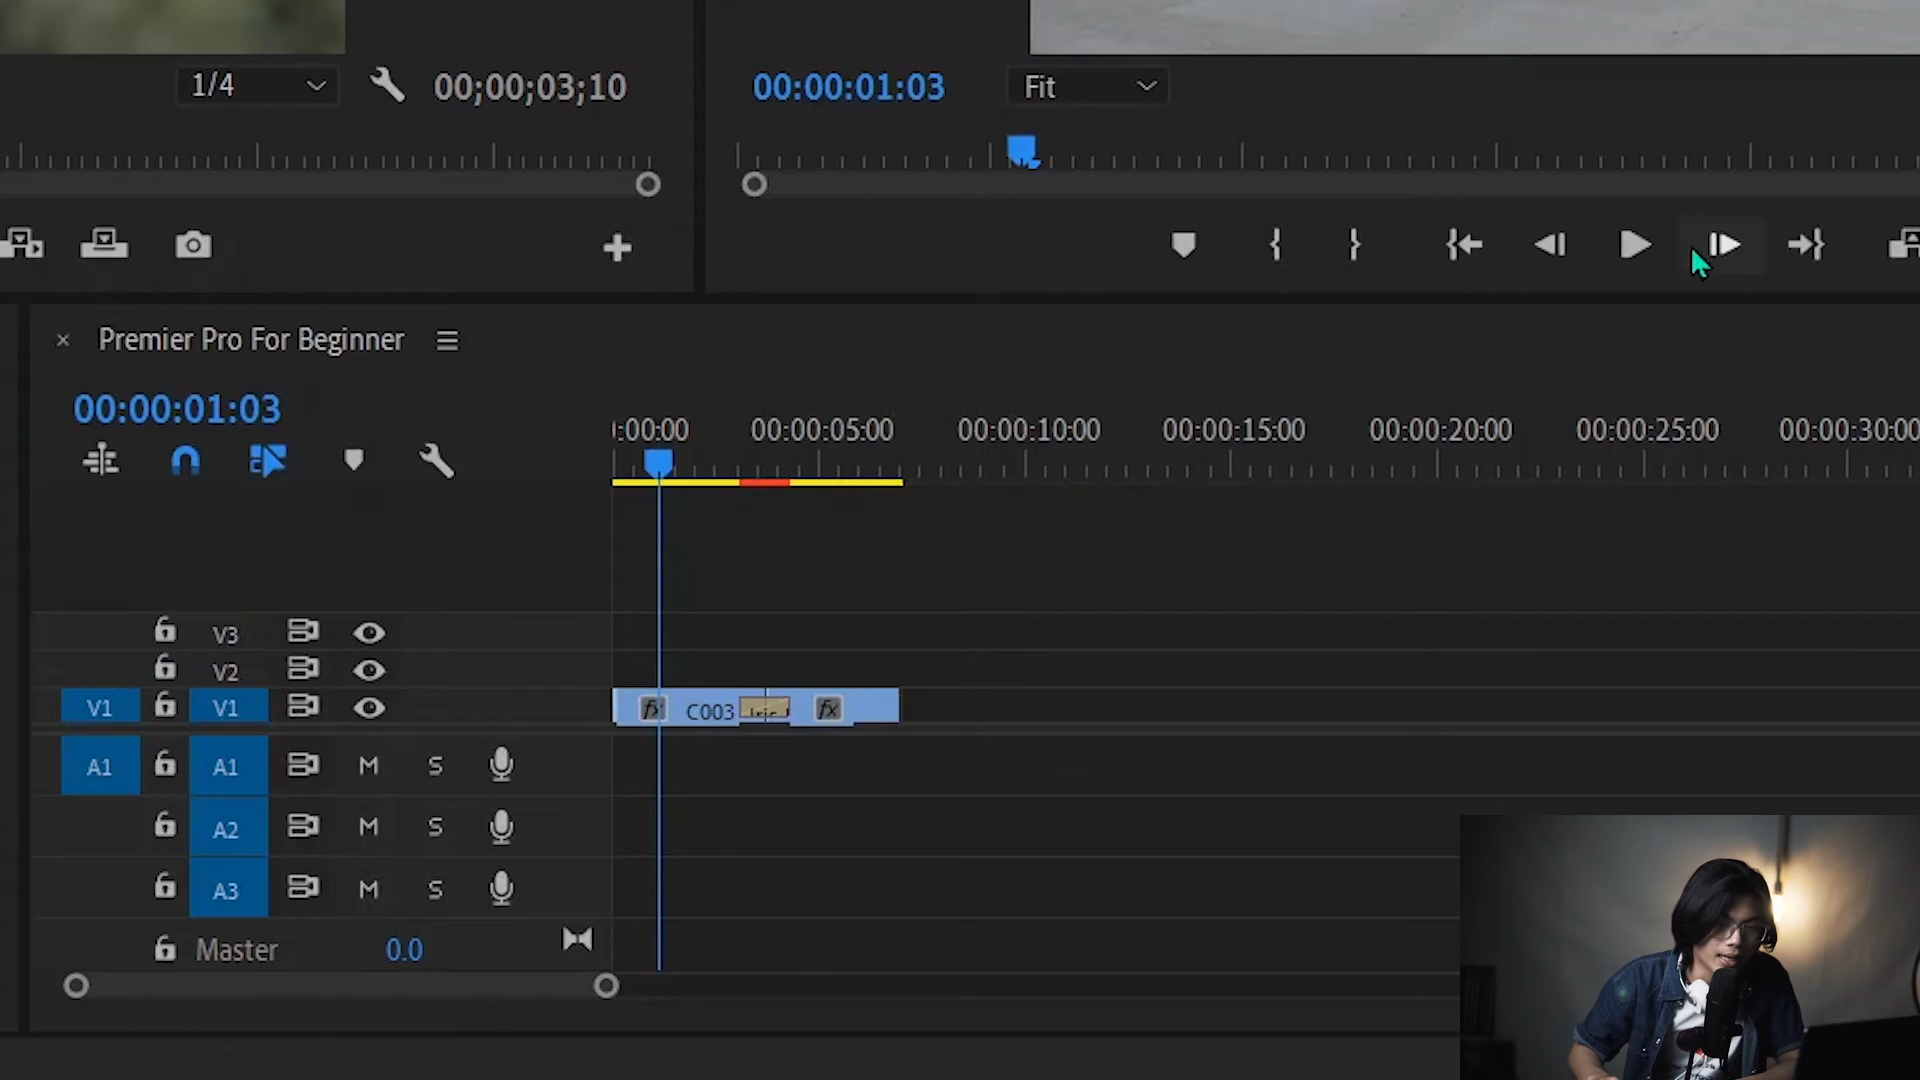 1/4
00;00;03;10
00:00:01:03
Fit
Premier Pro For Beginner
00:00:01:03
:00:00
00:00:05:00
00:00:10:00
00:00:15:00
00:00:20:00
00:00:25:00
00:00:30:00
V3
V2
V1 V1
fx C003 fx
A1 A1 M S
A2 M S
A3 M S
Master 0.0